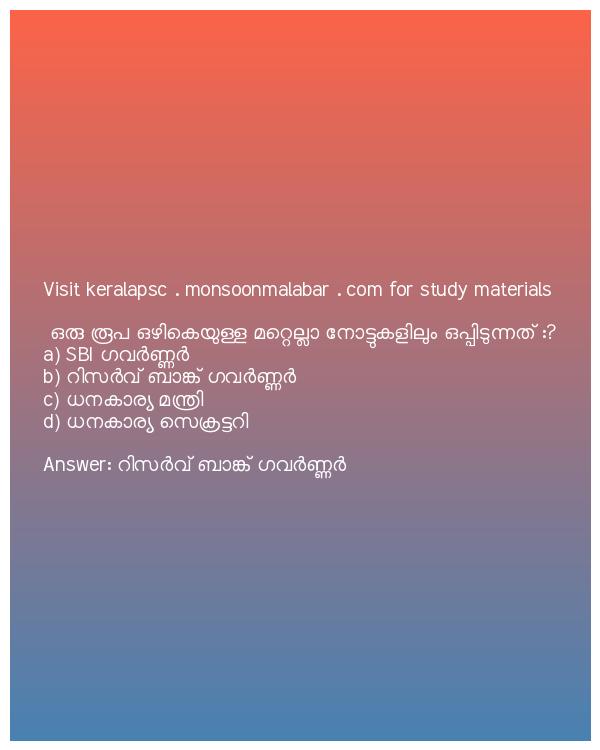 Visit keralapsc . monsoonmalabar . com for study materials
ഒരു രൂപ ഒഴികെയുള്ള മറ്റെല്ലാ നോട്ടുകളിലും ഒപ്പിടുന്നത് :?
a) SBI ഗവർണ്ണർ
b) റിസർവ് ബാങ്ക് ഗവർണ്ണർ
c) ധനകാര്യ മന്ത്രി
d) ധനകാര്യ സെക്രട്ടറി
Answer: റിസർവ് ബാങ്ക് ഗവർണ്ണർ